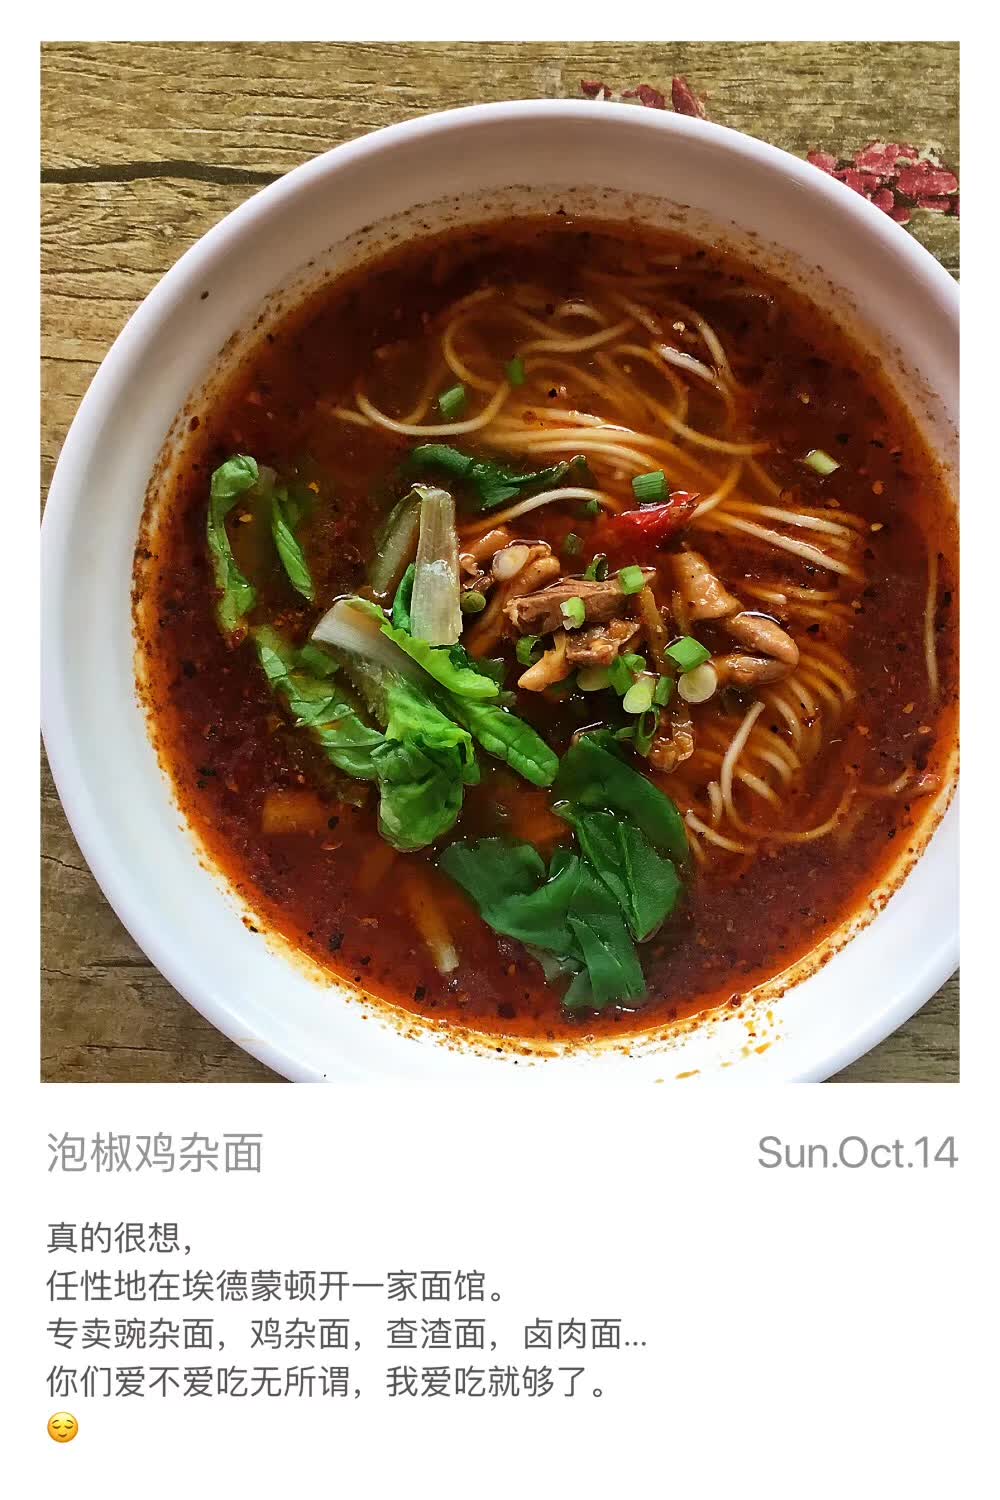 泡椒鸡杂面
Sun.Oct.14
真的很想，
任性地在埃德蒙顿开一家面馆。
专卖豌杂面，鸡杂面，查渣面，卤肉面...
你们爱不爱吃无所谓，我爱吃就够了。
😌